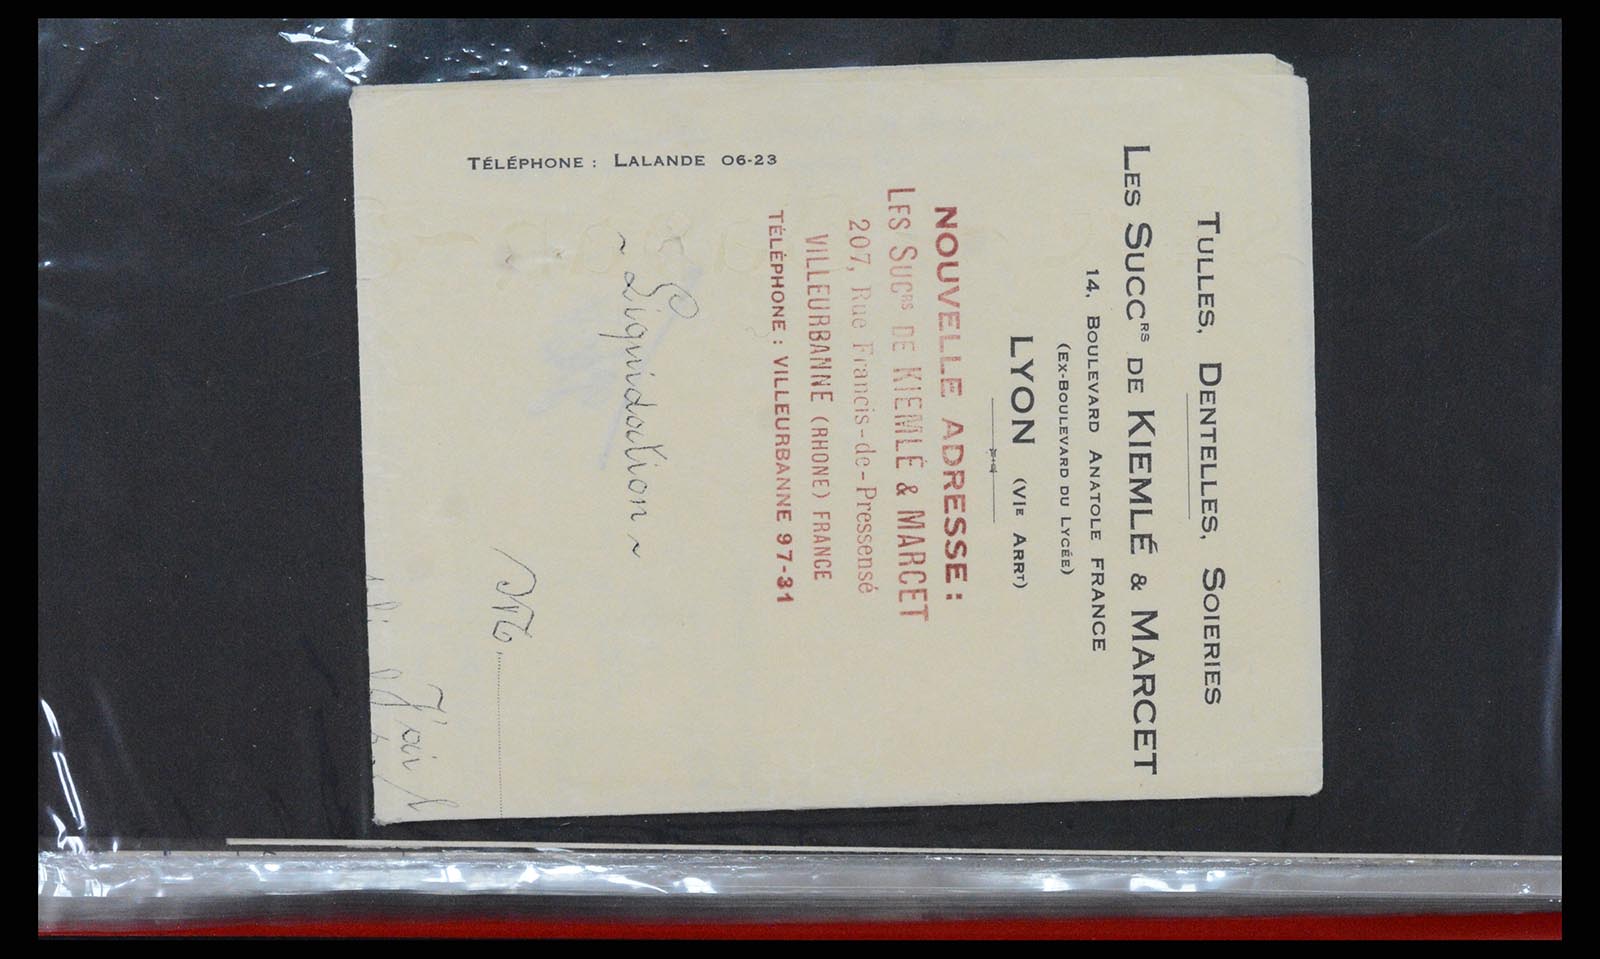 TULLES, DENTELLES, SOIERIES
LES SUCCRS DE KIEMLÉ & MARCET
14, BOULEVARD ANATOLE FRANCE
(EX-BOULEVARD DU LYCÉE)
LYON (VIE ARRT)
NOUVELLE ADRESSE :
LES SUCRS DE KIEMLÉ & MARCET
207, Rue Francis-de-Pressensé
VILLEURBANNE (RHONE) FRANCE
TÉLÉPHONE : VILLEURBANNE 97-31
TÉLÉPHONE : LALANDE 06-23
~ Liquidation ~
J'ai